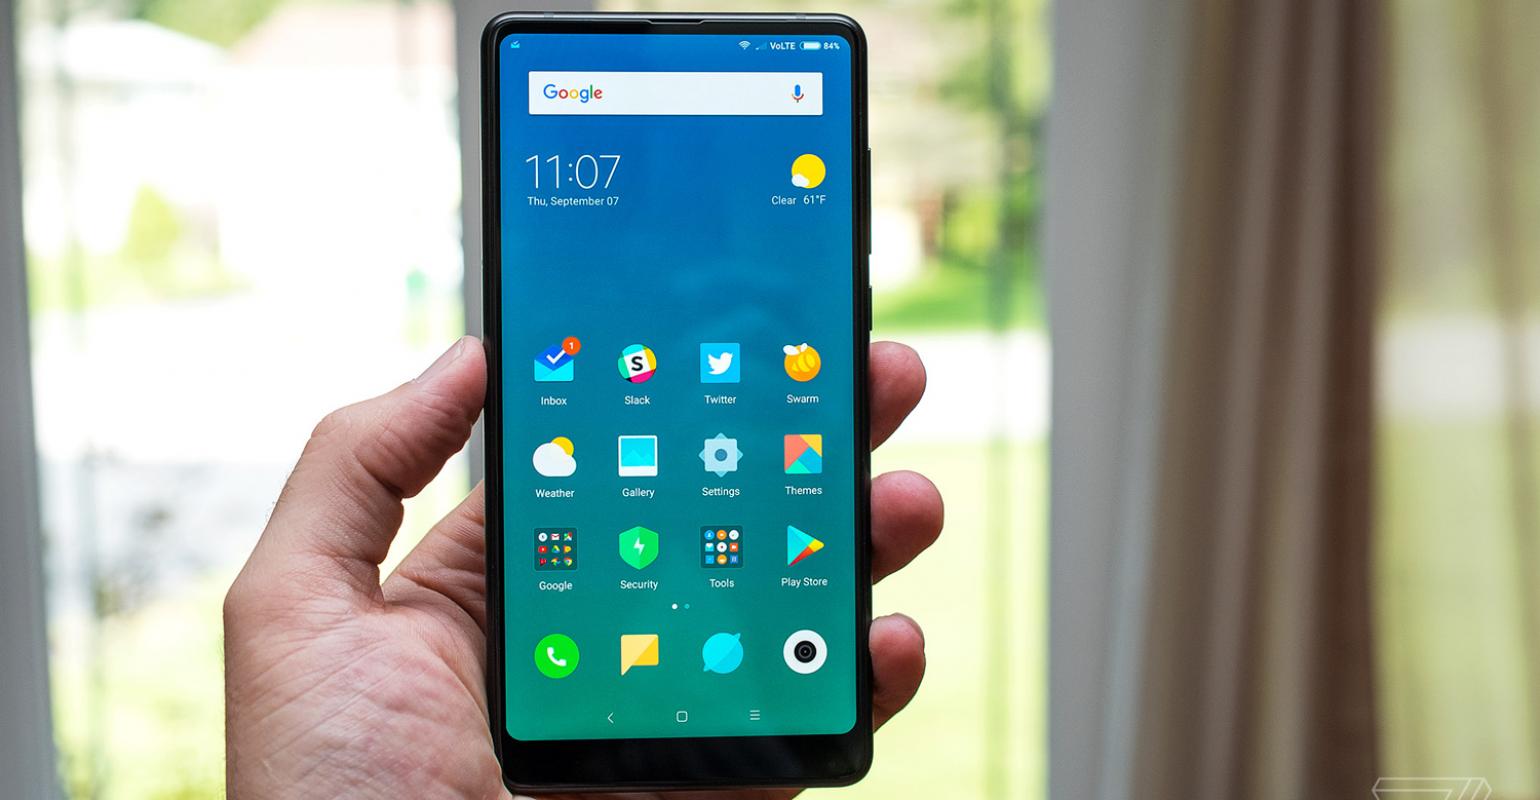 VoLTE 84%
Google
11:07
Thu, September 07
Clear 61°F
1
S
Inbox Slack Twitter Swarm
Weather Gallery Settings Themes
Google Security Tools Play Store